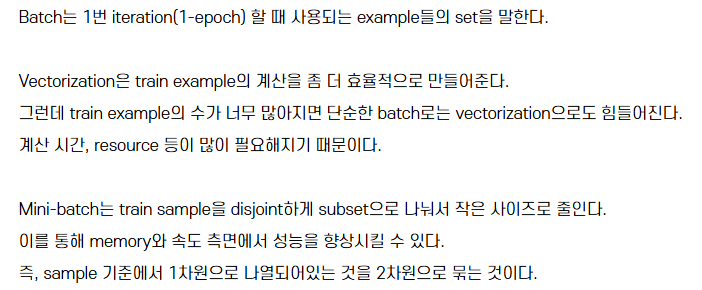 Batch는 1번 iteration(1-epoch) 할 때 사용되는 example들의 set을 말한다.
Vectorization은 train example의 계산을 좀 더 효율적으로 만들어준다.
그런데 train example의 수가 너무 많아지면 단순한 batch로는 vectorization으로도 힘들어진다.
계산 시간, resource 등이 많이 필요해지기 때문이다.
Mini-batch는 train sample을 disjoint하게 subset으로 나눠서 작은 사이즈로 줄인다.
이를 통해 memory와 속도 측면에서 성능을 향상시킬 수 있다.
즉, sample 기준에서 1차원으로 나열되어있는 것을 2차원으로 묶는 것이다.